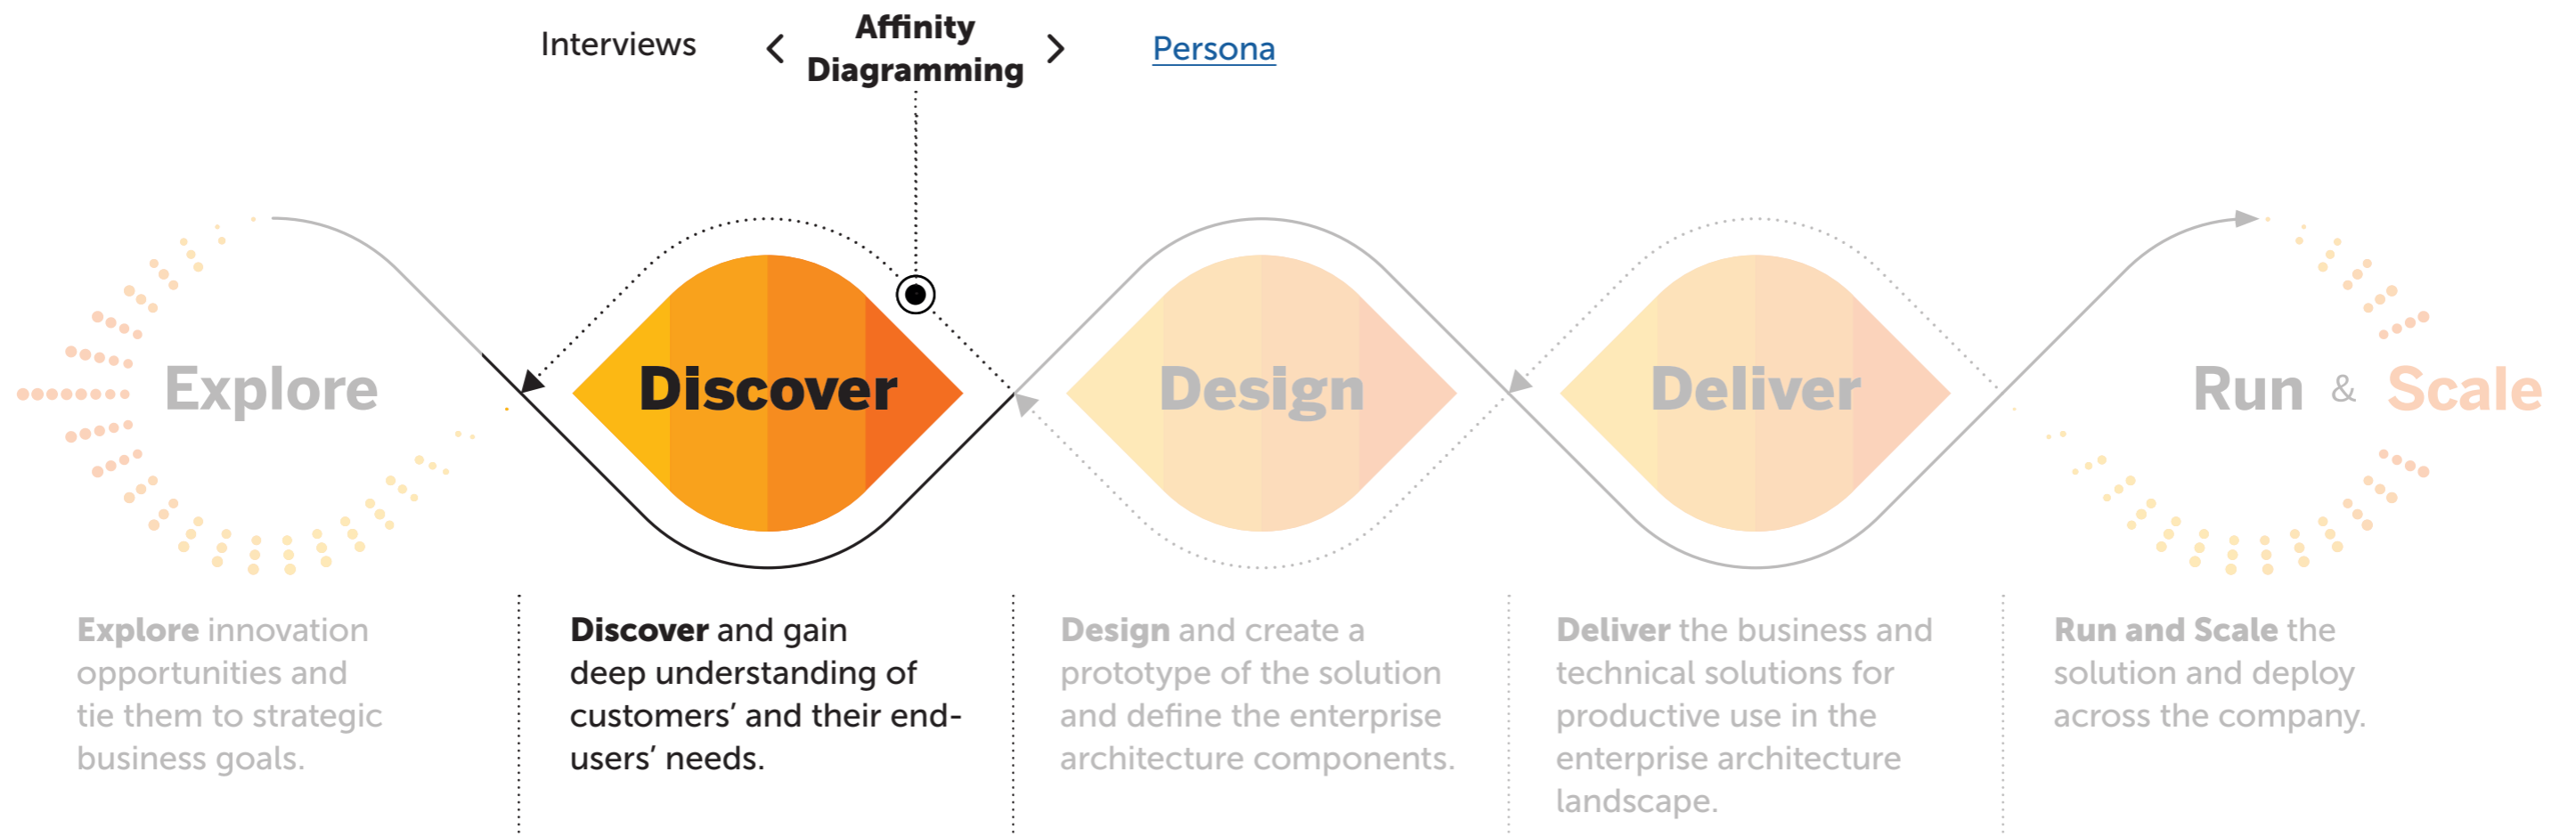 Interviews
<
Affinity
Diagramming
>
Persona
Explore
Discover
Design
Deliver
Run & Scale
Explore innovation
opportunities and
tie them to strategic
business goals.
Discover and gain
deep understanding of
customers’ and their end-
users’ needs.
Design and create a
prototype of the solution
and define the enterprise
architecture components.
Deliver the business and
technical solutions for
productive use in the
enterprise architecture
landscape.
Run and Scale the
solution and deploy
across the company.